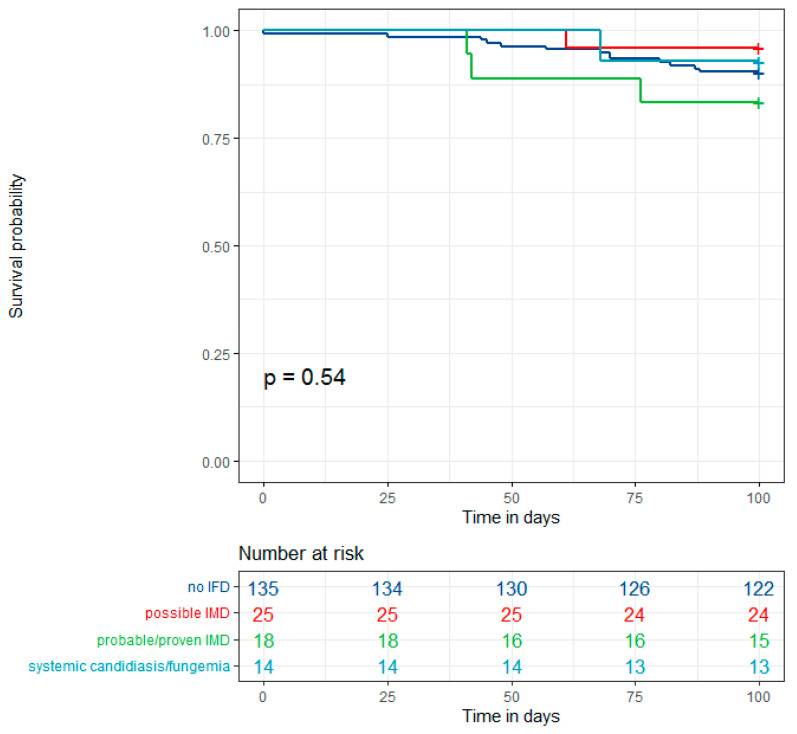 Survival probability
1.00
0.75
0.50
0.25
0.00
p = 0.54
0 25 50 75 100
Time in days
Number at risk
no IFD 135 134 130 126 122
possible IMD 25 25 25 24 24
probable/proven IMD 18 18 16 16 15
systemic candidiasis/fungemia 14 14 14 13 13
0 25 50 75 100
Time in days